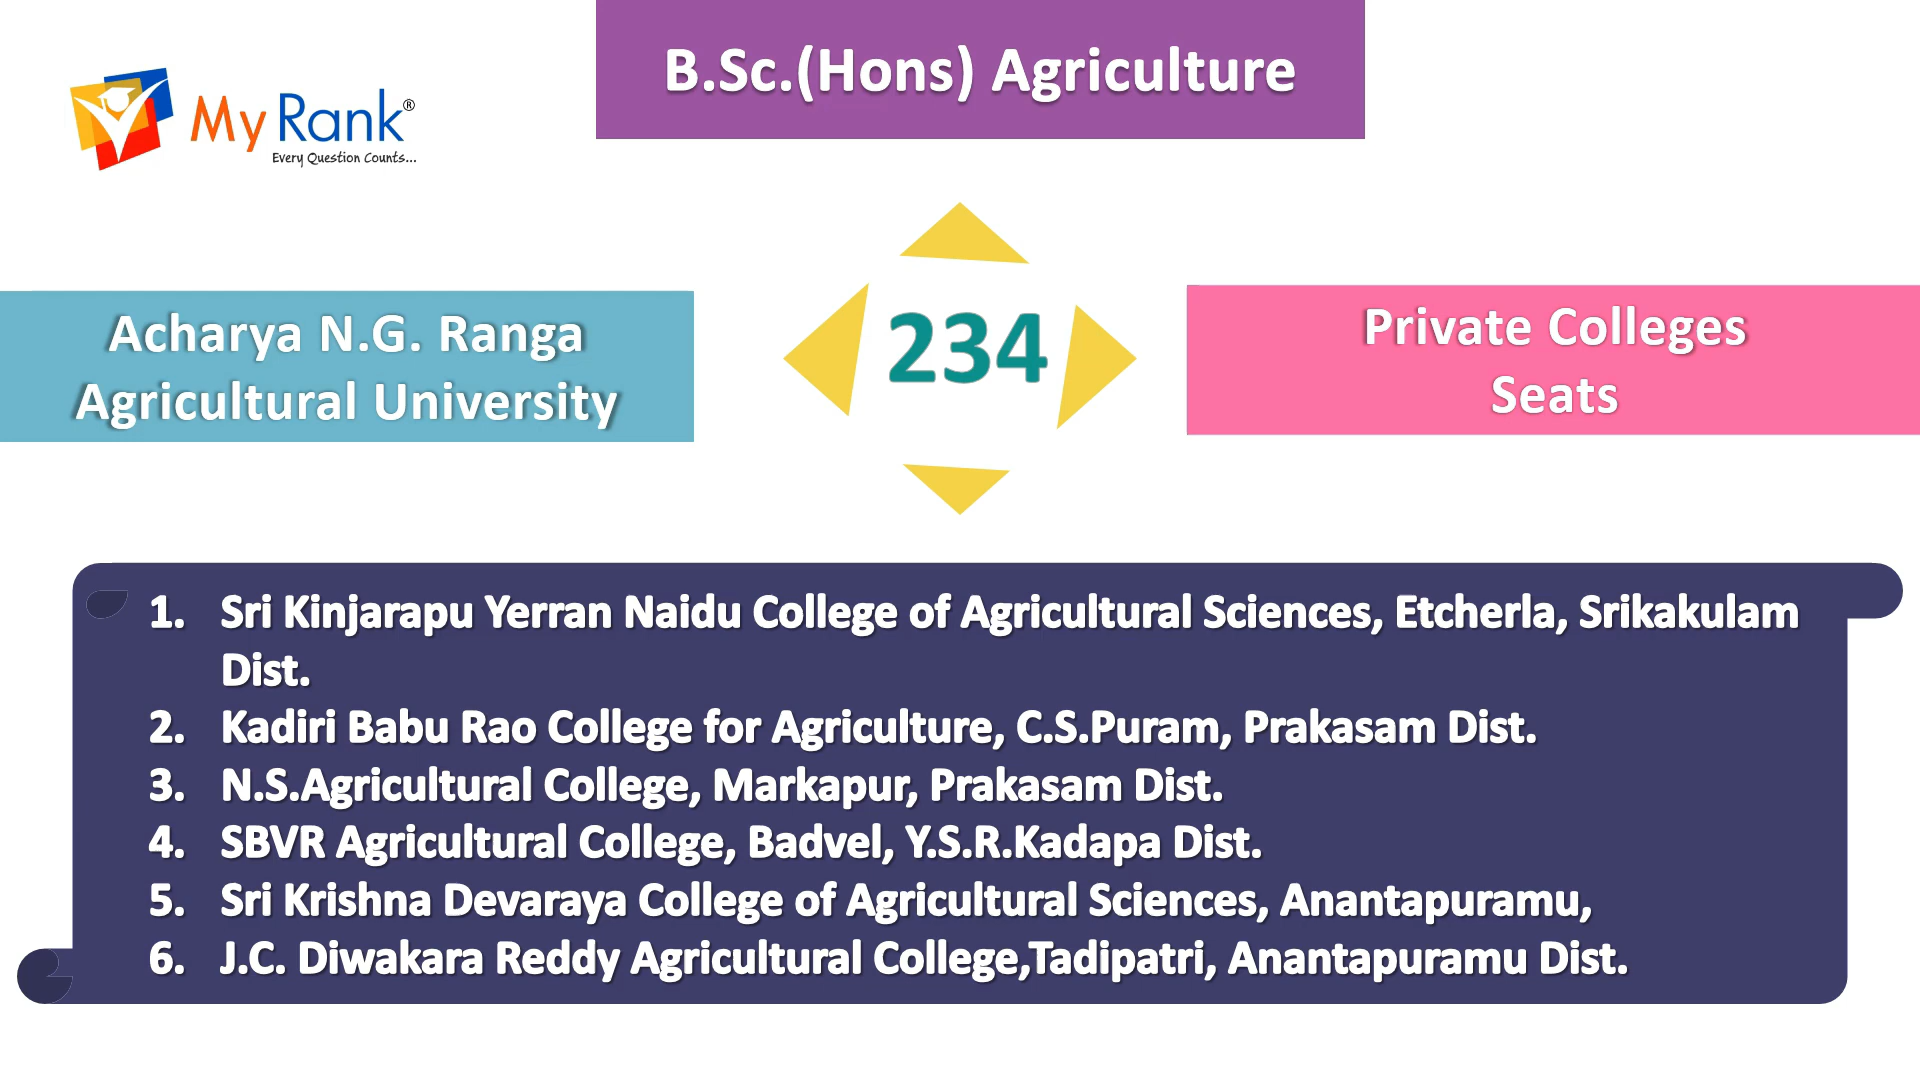 B.Sc.(Hons) Agriculture
My Rank®
Every Question Counts...
Acharya N.G. Ranga
Agricultural University
234
Private Colleges
Seats
1. Sri Kinjarapu Yerran Naidu College of Agricultural Sciences, Etcherla, Srikakulam
Dist.
2. Kadiri Babu Rao College for Agriculture, C.S.Puram, Prakasam Dist.
3. N.S.Agricultural College, Markapur, Prakasam Dist.
4. SBVR Agricultural College, Badvel, Y.S.R.Kadapa Dist.
5. Sri Krishna Devaraya College of Agricultural Sciences, Anantapuramu,
6. J.C. Diwakara Reddy Agricultural College,Tadipatri, Anantapuramu Dist.